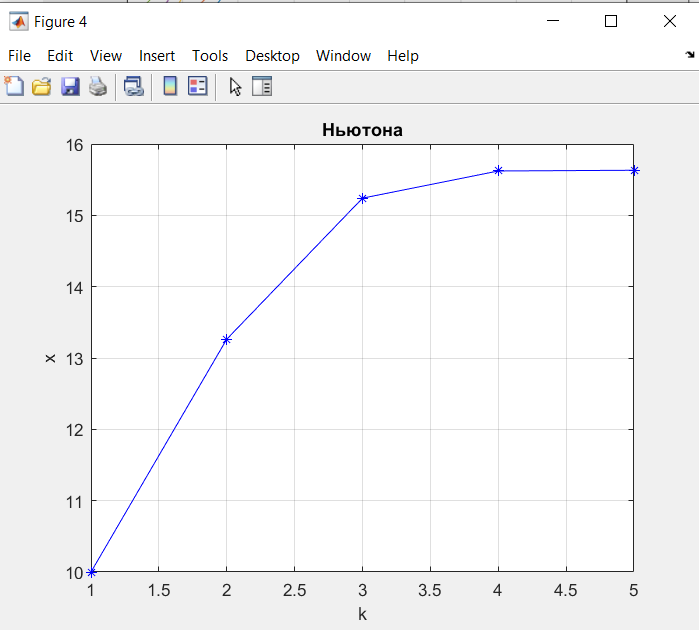 Figure 4
File Edit View Insert Tools Desktop Window Help
Ньютона
16
15
14
13
12
11
10
x
1 1.5 2 2.5 3 3.5 4 4.5 5
k